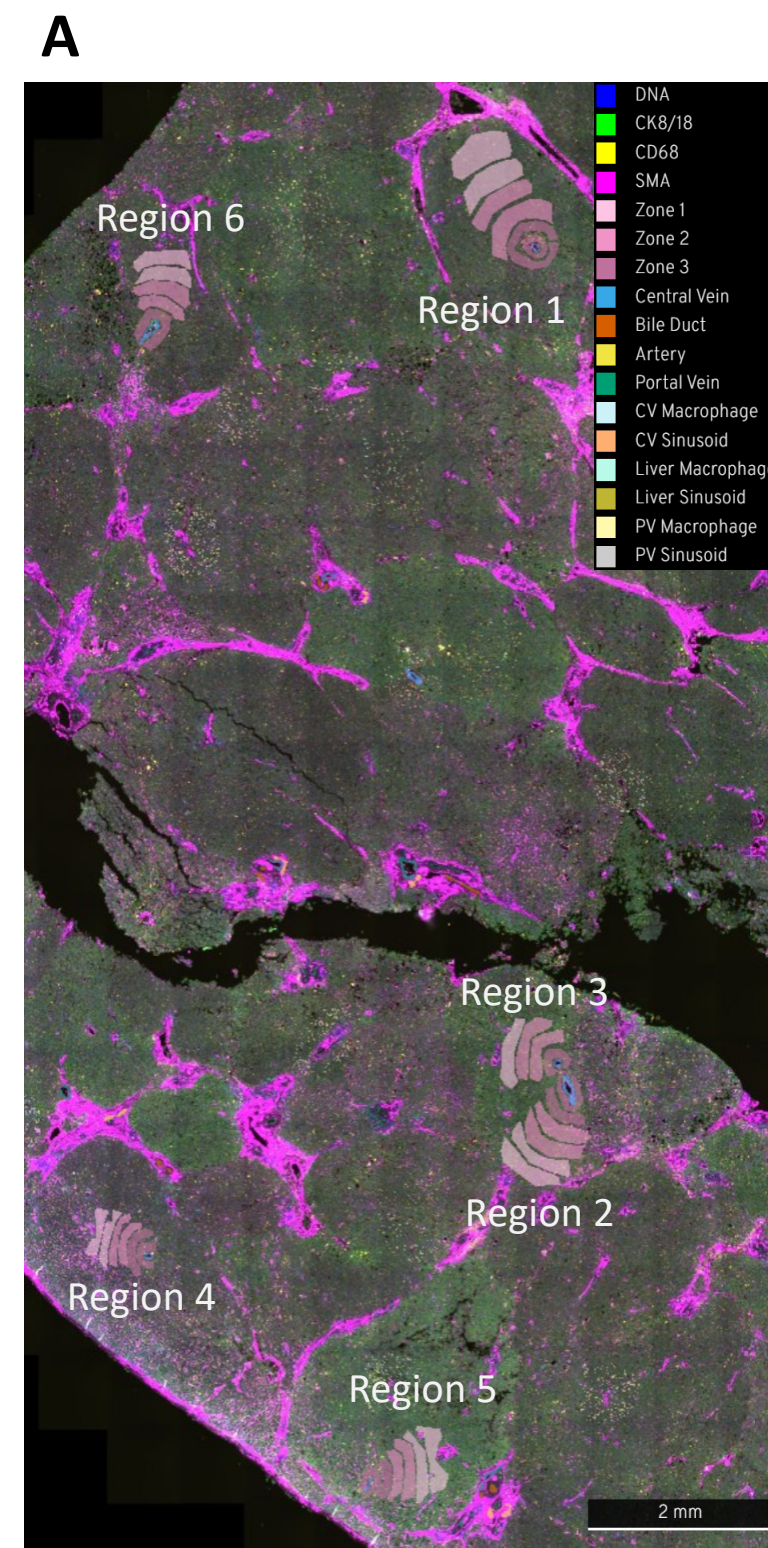 A
DNA
CK8/18
CD68
SMA
Zone 1
Zone 2
Zone 3
Central Vein
Bile Duct
Artery
Portal Vein
CV Macrophage
CV Sinusoid
Liver Macrophag
Liver Sinusoid
PV Macrophage
PV Sinusoid
Region 6
Region 1
Region 3
Region 2
Region 4
Region 5
2 mm